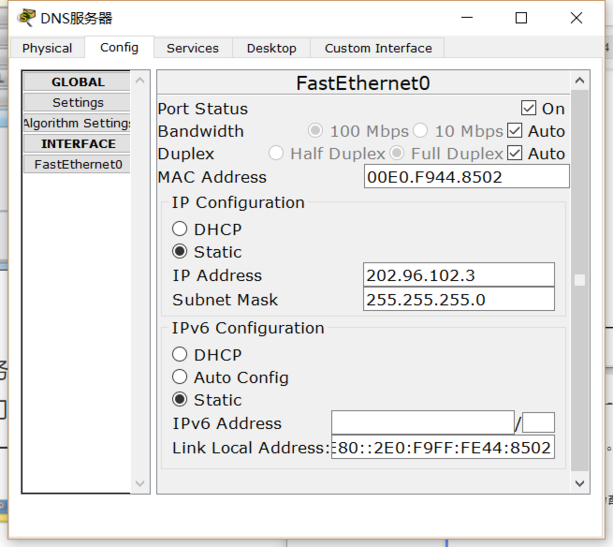 DNS服务器
Physical Config Services Desktop Custom Interface
GLOBAL
Settings
Algorithm Settings
INTERFACE
FastEthernet0
FastEthernet0
Port Status On
Bandwidth 100 Mbps 10 Mbps Auto
Duplex Half Duplex Full Duplex Auto
MAC Address 00E0.F944.8502
IP Configuration
DHCP
Static
IP Address 202.96.102.3
Subnet Mask 255.255.255.0
IPv6 Configuration
DHCP
Auto Config
Static
IPv6 Address /
Link Local Address: E80::2E0:F9FF:FE44:8502